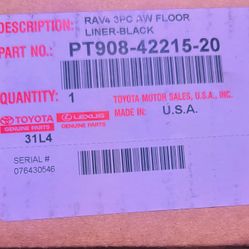 DESCRIPTION: RAV4 3PC AW FLOOR
LINER-BLACK
PART NO.: PT908-42215-20
QUANTITY: 1
TOYOTA MOTOR SALES, U.S.A., INC.
TOYOTA
GENUINE PARTS
LEXUS
GENUINE PARTS
MADE IN: U.S.A.
31L4
SERIAL #
076430546